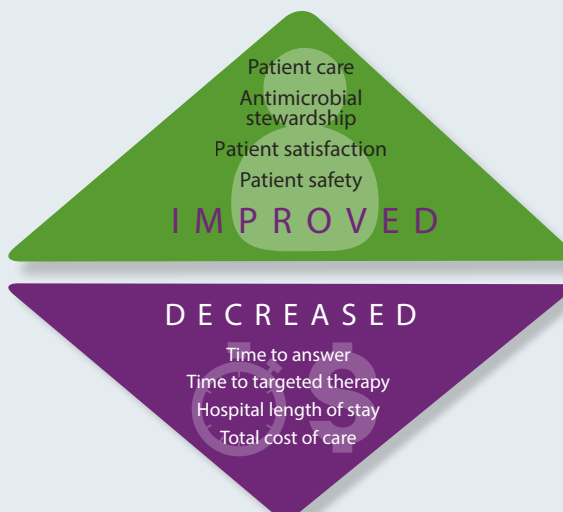 Patient care
Antimicrobial
stewardship
Patient satisfaction
Patient safety
IMPROVED
DECREASED
Time to answer
Time to targeted therapy
Hospital length of stay
Total cost of care
$